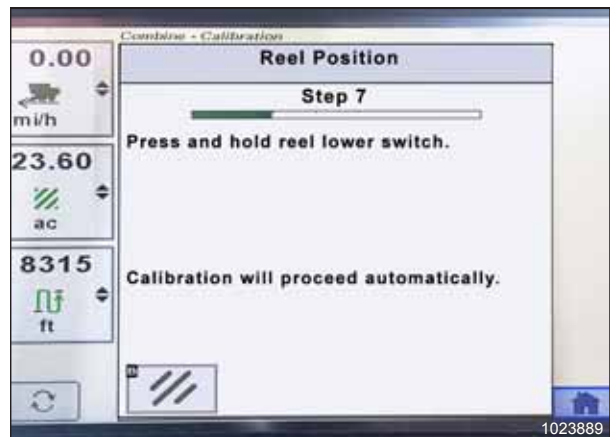 Combine - Calibration
0.00
mi/h
23.60
ac
8315
ft
Reel Position
Step 7
Press and hold reel lower switch.
Calibration will proceed automatically.
1023889